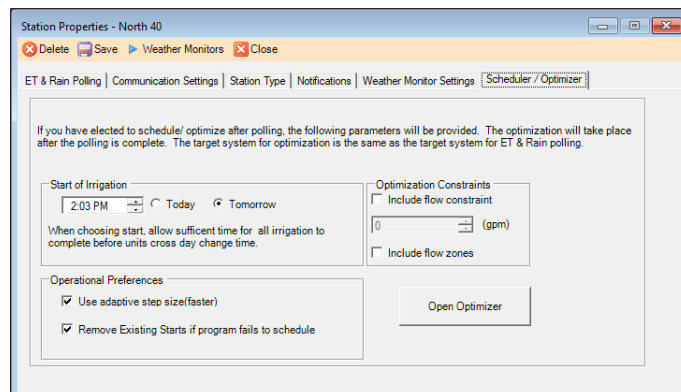 Station Properties - North 40
Delete Save Weather Monitors Close
ET & Rain Polling Communication Settings Station Type Notifications Weather Monitor Settings Scheduler / Optimizer
If you have elected to schedule/ optimize after polling, the following parameters will be provided. The optimization will take place
after the polling is complete. The target system for optimization is the same as the target system for ET & Rain polling.
Start of Irrigation
2:03 PM Today Tomorrow
When choosing start, allow sufficent time for all irrigation to
complete before units cross day change time.
Optimization Constraints
Include flow constraint
0 (gpm)
Include flow zones
Operational Preferences
Use adaptive step size(faster)
Remove Existing Starts if program fails to schedule
Open Optimizer